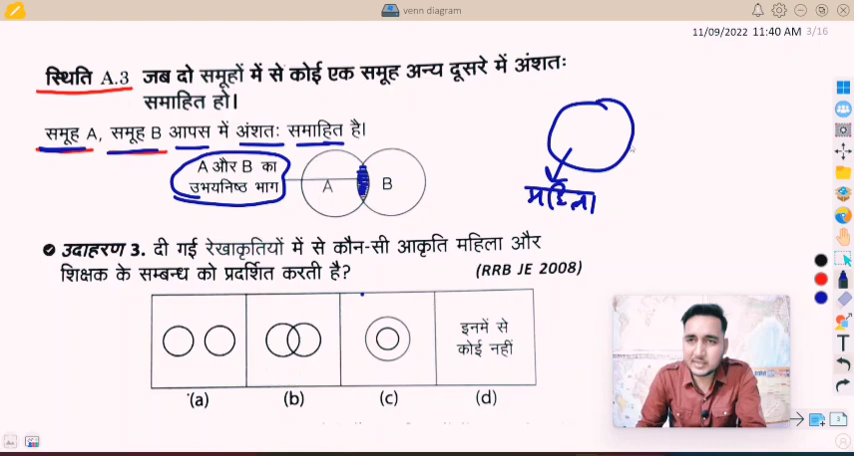 venn diagram
11/09/2022 11:40 AM 3/16
स्थिति A.3 जब दो समूहों में से कोई एक समूह अन्य दूसरे में अंशतः
समाहित हो।
समूह A, समूह B आपस में अंशतः समाहित है।
A और B का
उभयनिष्ठ भाग
A
B
महिला
उदाहरण 3. दी गई रेखाकृतियों में से कौन-सी आकृति महिला और
शिक्षक के सम्बन्ध को प्रदर्शित करती है?
(RRB JE 2008)
इनमें से
कोई नहीं
(a) (b) (c) (d)
T
3